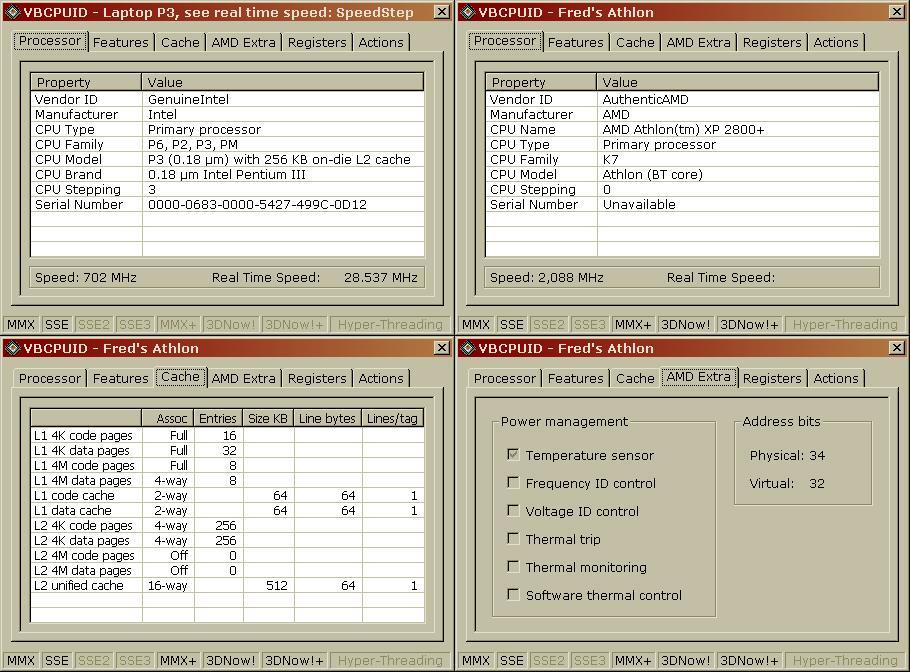 VBCPUID - Laptop P3, see real time speed: SpeedStep
Processor Features Cache AMD Extra Registers Actions
Property Value
Vendor ID GenuineIntel
Manufacturer Intel
CPU Type Primary processor
CPU Family P6, P2, P3, PM
CPU Model P3 (0.18 µm) with 256 KB on-die L2 cache
CPU Brand 0.18 µm Intel Pentium III
CPU Stepping 3
Serial Number 0000-0683-0000-5427-499C-0D12
Speed: 702 MHz Real Time Speed: 28.537 MHz
MMX SSE SSE2 SSE3 MMX+ 3DNow! 3DNow!+ Hyper-Threading
VBCPUID - Fred's Athlon
Processor Features Cache AMD Extra Registers Actions
Property Value
Vendor ID AuthenticAMD
Manufacturer AMD
CPU Name AMD Athlon(tm) XP 2800+
CPU Type Primary processor
CPU Family K7
CPU Model Athlon (BT core)
CPU Stepping 0
Serial Number Unavailable
Speed: 2,088 MHz Real Time Speed:
MMX SSE SSE2 SSE3 MMX+ 3DNow! 3DNow!+ Hyper-Threading
VBCPUID - Fred's Athlon
Processor Features Cache AMD Extra Registers Actions
Assoc Entries Size KB Line bytes Lines/tag
L1 4K code pages Full 16
L1 4K data pages Full 32
L1 4M code pages Full 8
L1 4M data pages 4-way 8
L1 code cache 2-way 64 64 1
L1 data cache 2-way 64 64 1
L2 4K code pages 4-way 256
L2 4K data pages 4-way 256
L2 4M code pages Off 0
L2 4M data pages Off 0
L2 unified cache 16-way 512 64 1
MMX SSE SSE2 SSE3 MMX+ 3DNow! 3DNow!+ Hyper-Threading
VBCPUID - Fred's Athlon
Processor Features Cache AMD Extra Registers Actions
Power management
Temperature sensor
Frequency ID control
Voltage ID control
Thermal trip
Thermal monitoring
Software thermal control
Address bits
Physical: 34
Virtual: 32
MMX SSE SSE2 SSE3 MMX+ 3DNow! 3DNow!+ Hyper-Threading